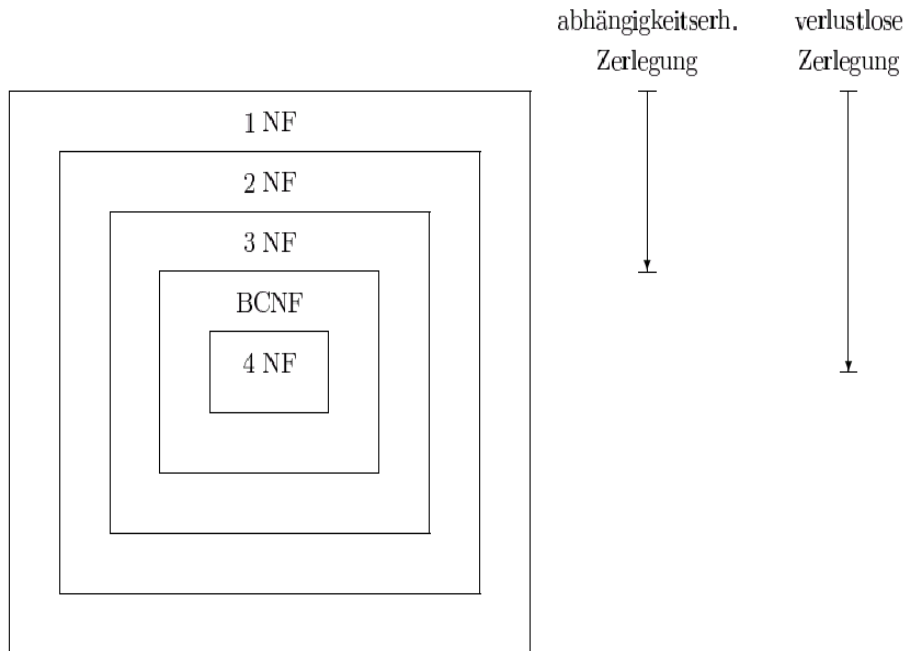 abhängigkeitserh.
Zerlegung
verlustlose
Zerlegung
1 NF
2 NF
3 NF
BCNF
4 NF